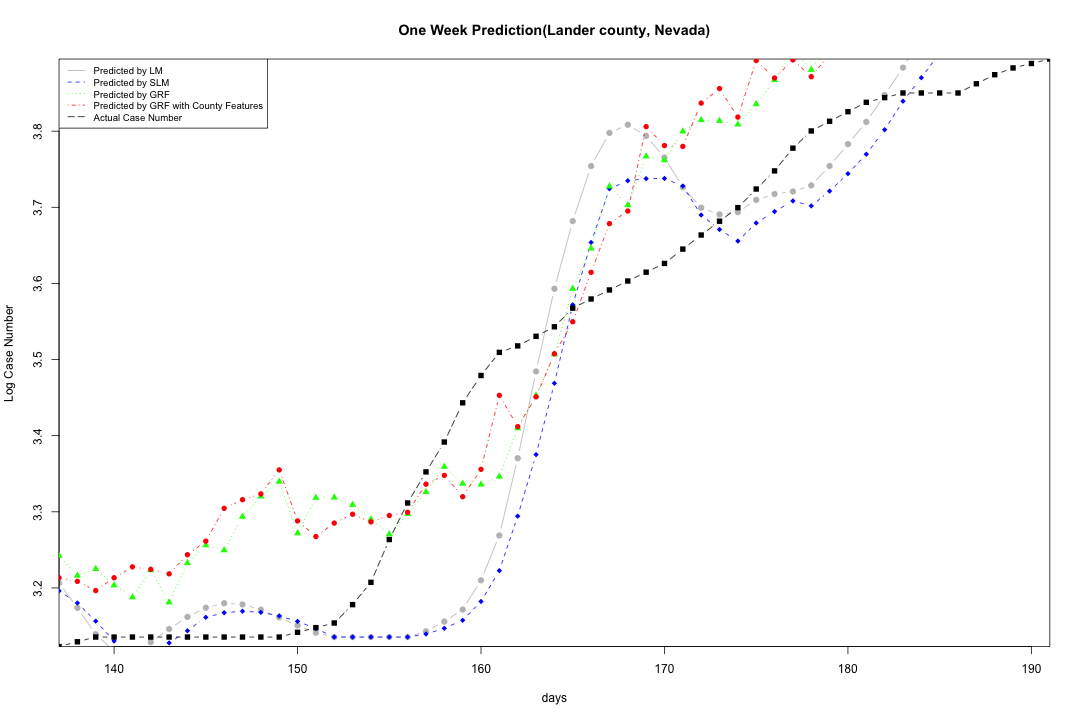 One Week Prediction(Lander county, Nevada)
Predicted by LM
Predicted by SLM
Predicted by GRF
Predicted by GRF with County Features
Actual Case Number
Log Case Number
3.8
3.7
3.6
3.5
3.4
3.3
3.2
140 150 160 170 180 190
days